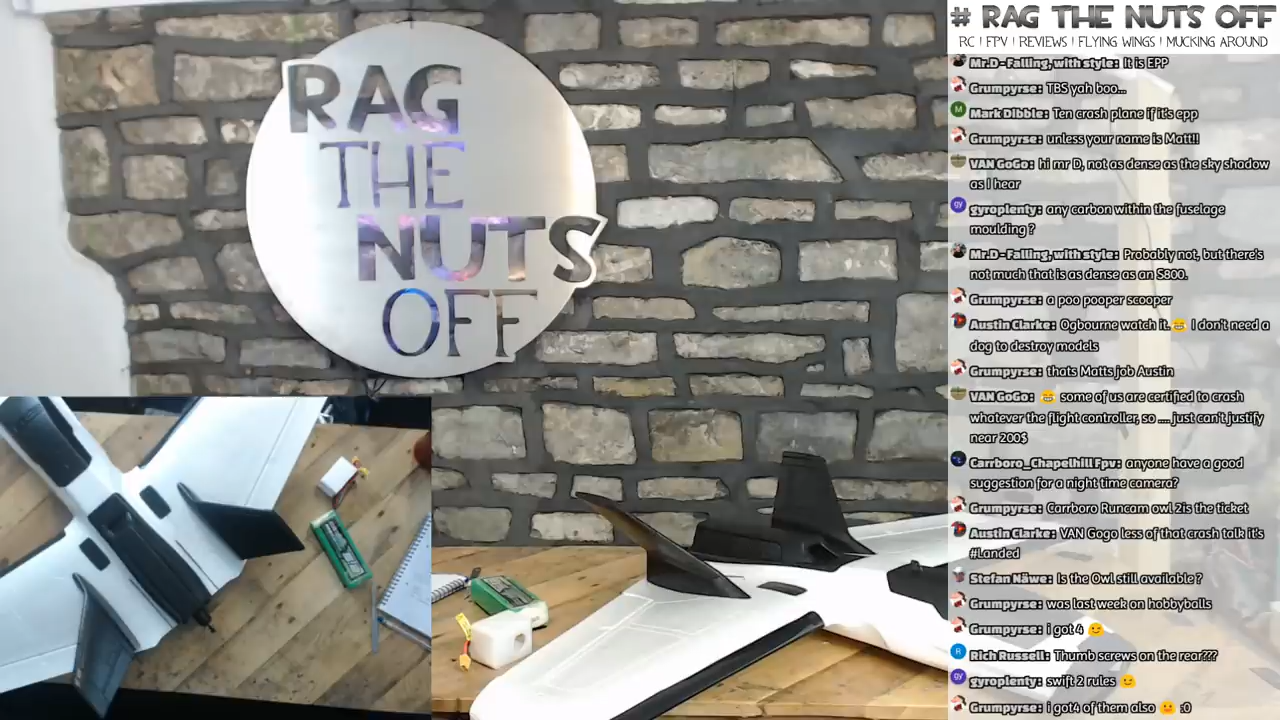 RAG
THE
NUTS
OFF
# RAG THE NUTS OFF
RC | FPV | REVIEWS | FLYING WINGS | MUCKING AROUND
Mr.D - Falling, with style: It is EPP
Grumpyrse: TBS yah boo...
M Mark Dibble: Ten crash plane if it's epp
Grumpyrse: unless your name is Matt!!
VAN GoGo: hi mr D, not as dense as the sky shadow
as I hear
gy gyroplenty: any carbon within the fuselage
moulding ?
Mr.D - Falling, with style: Probably not, but there's
not much that is as dense as an S800.
Grumpyrse: a poo pooper scooper
Austin Clarke: Ogbourne watch it.😂 I don't need a
dog to destroy models
Grumpyrse: thats Matts job Austin
VAN GoGo: 😂 some of us are certified to crash
whatever the flight controller, so .... just can't justify
near 200$
Carrboro_Chapelhill Fpv: anyone have a good
suggestion for a night time camera?
Grumpyrse: Carrboro Runcam owl 2is the ticket
Austin Clarke: VAN Gogo less of that crash talk it's
#Landed
Stefan Näwe: Is the Owl still available ?
Grumpyrse: was last week on hobbyballs
Grumpyrse: i got 4 😉
R Rich Russell: Thumb screws on the rear???
gy gyroplenty: swift 2 rules 😉
Grumpyrse: i got4 of them also 🙁 :0